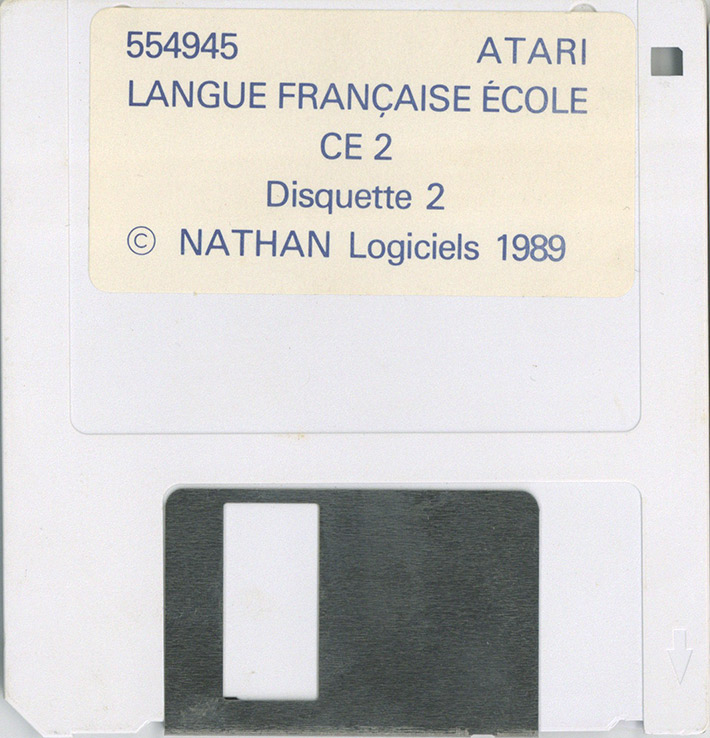 554945 ATARI
LANGUE FRANÇAISE ÉCOLE
CE 2
Disquette 2
© NATHAN Logiciels 1989